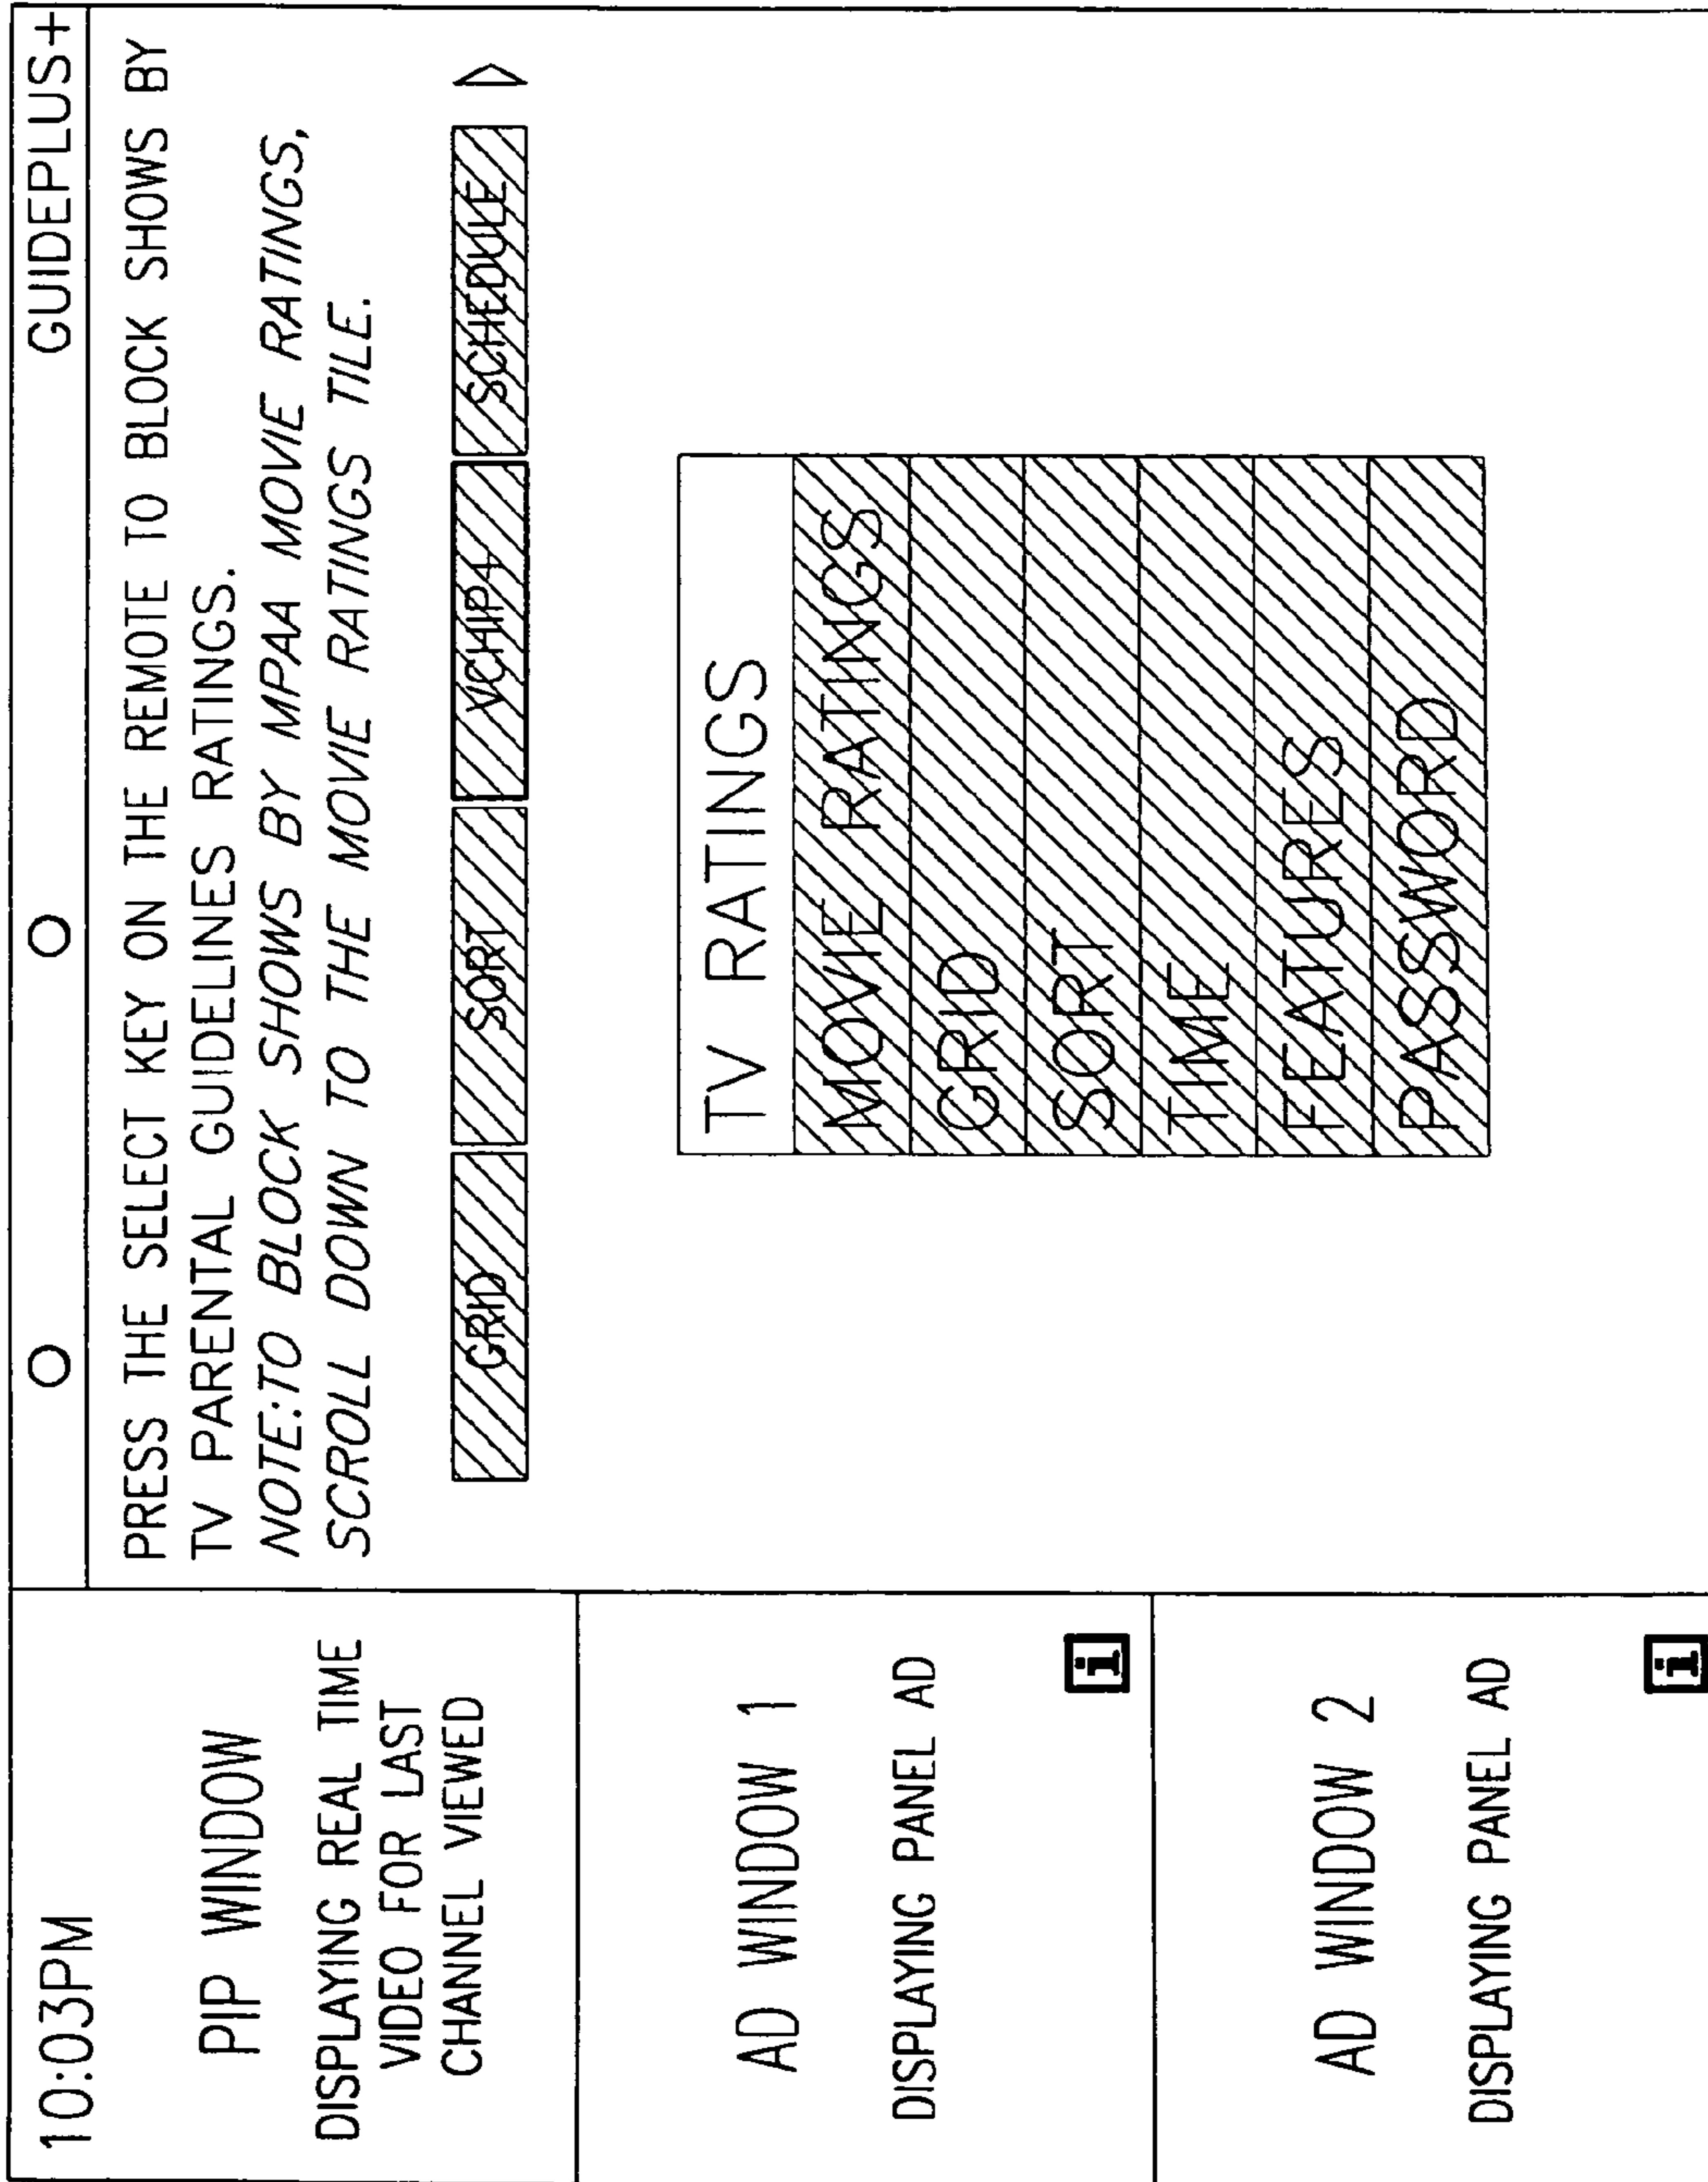 10:03PM
PIP WINDOW
DISPLAYING REAL TIME
VIDEO FOR LAST
CHANNEL VIEWED
AD WINDOW 1
DISPLAYING PANEL AD
i
AD WINDOW 2
DISPLAYING PANEL AD
i
GUIDEPLUS+
PRESS THE SELECT KEY ON THE REMOTE TO BLOCK SHOWS BY
TV PARENTAL GUIDELINES RATINGS.
NOTE:TO BLOCK SHOWS BY MPAA MOVIE RATINGS,
SCROLL DOWN TO THE MOVIE RATINGS TILE.
GRID SORT VCHIP+ SCHEDULE
TV RATINGS
MOVIE RATINGS
GRID
SORT
TIME
FEATURES
PASSWORD